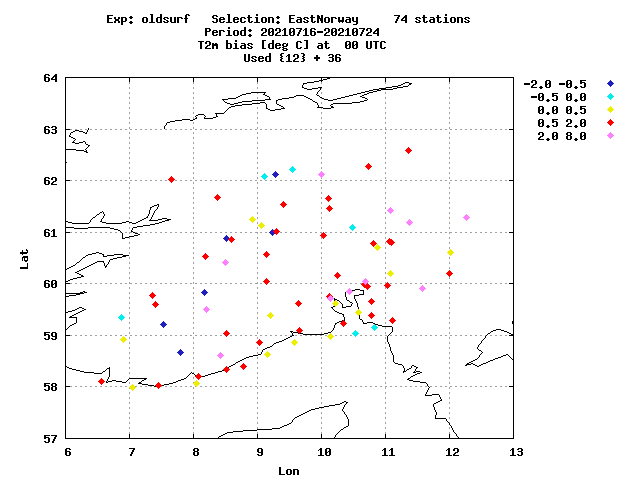 Exp: oldsurf Selection: EastNorway 74 stations
Period: 20210716-20210724
T2m bias [deg C] at 00 UTC
Used {12} + 36
-2.0 -0.5
-0.5 0.0
0.0 0.5
0.5 2.0
2.0 8.0
64
63
62
61
60
59
58
57
Lat
6 7 8 9 10 11 12 13
Lon